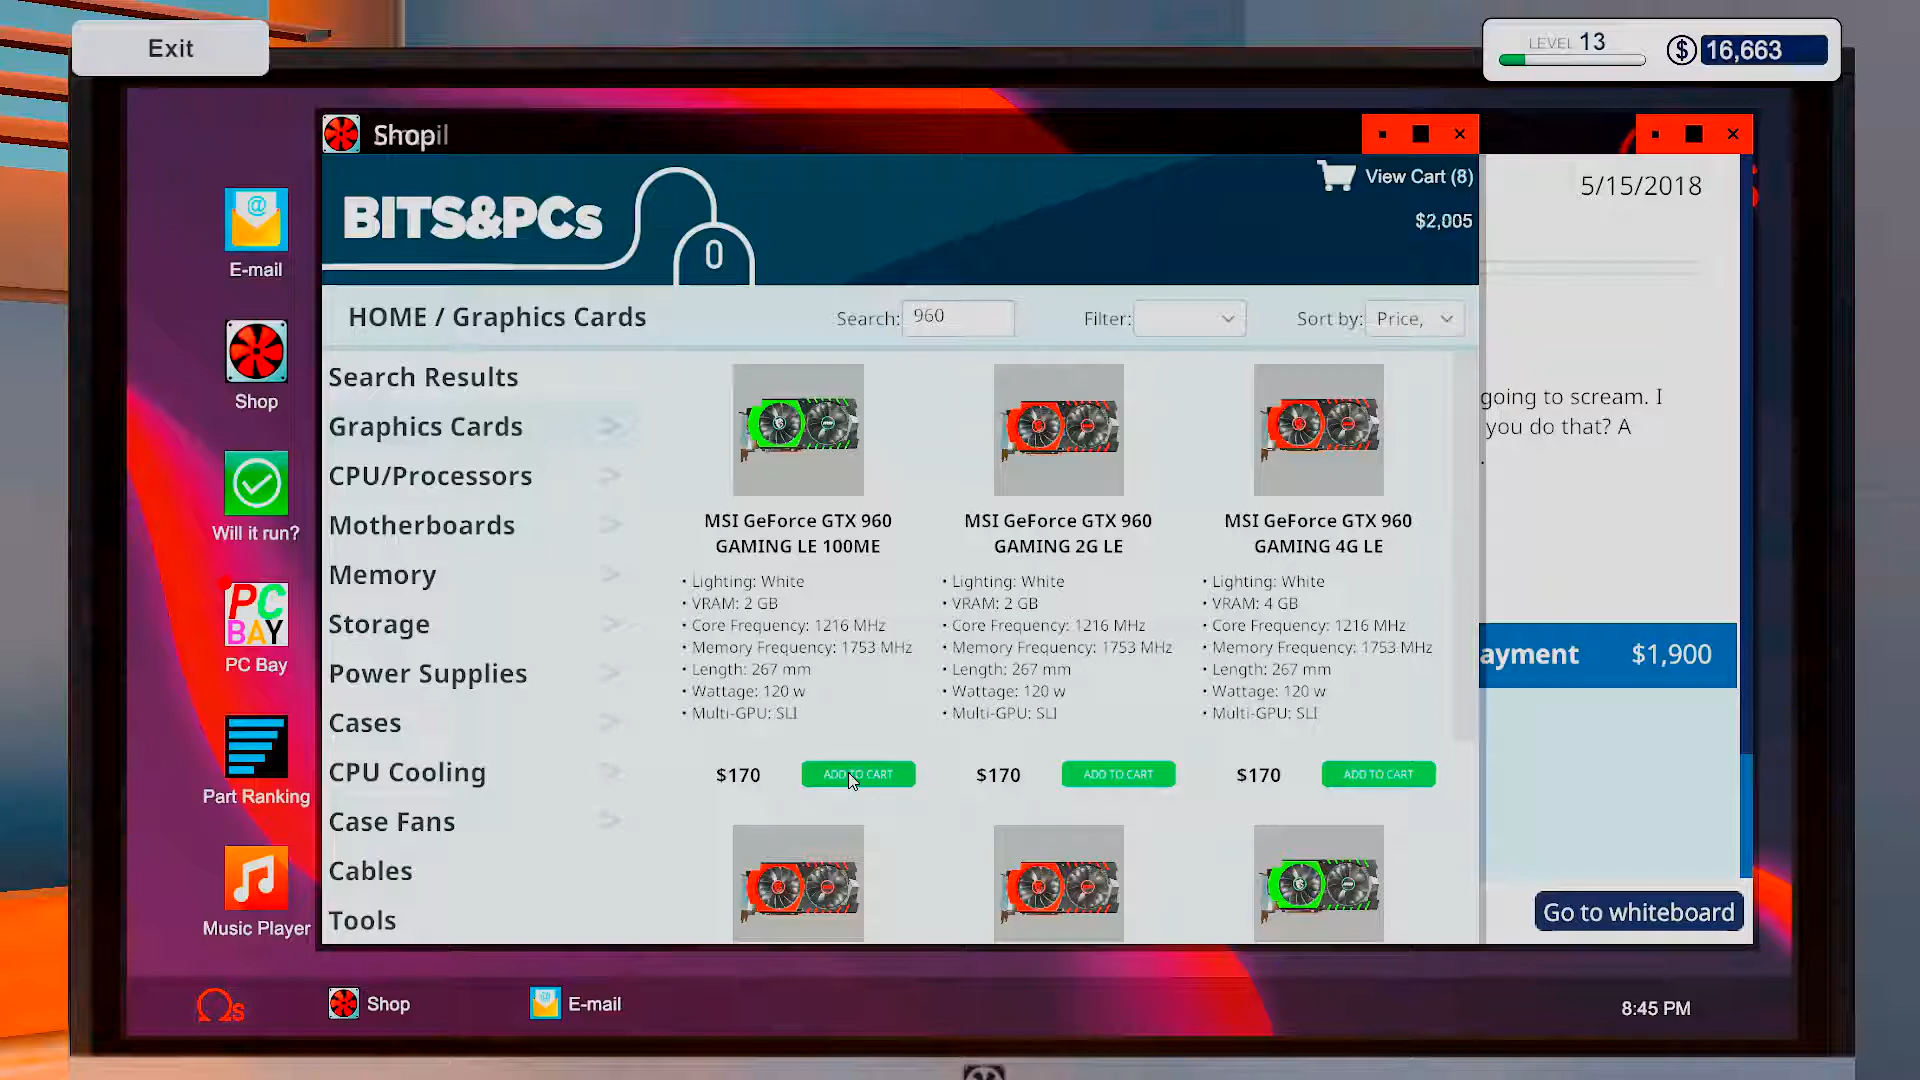 Exit
LEVEL 13
$ 16,663
Shop
View Cart (8)
$2,005
BITS&PCs
5/15/2018
HOME / Graphics Cards
Search: 960
Filter:
Sort by: Price,
E-mail
Shop
Will it run?
PC BAY
PC Bay
Part Ranking
Music Player
Search Results
Graphics Cards >
CPU/Processors >
Motherboards >
Memory >
Storage >
Power Supplies >
Cases >
CPU Cooling >
Case Fans >
Cables
Tools
MSI GeForce GTX 960
GAMING LE 100ME
• Lighting: White
• VRAM: 2 GB
• Core Frequency: 1216 MHz
• Memory Frequency: 1753 MHz
• Length: 267 mm
• Wattage: 120 w
• Multi-GPU: SLI
$170 ADD TO CART
MSI GeForce GTX 960
GAMING 2G LE
• Lighting: White
• VRAM: 2 GB
• Core Frequency: 1216 MHz
• Memory Frequency: 1753 MHz
• Length: 267 mm
• Wattage: 120 w
• Multi-GPU: SLI
$170 ADD TO CART
MSI GeForce GTX 960
GAMING 4G LE
• Lighting: White
• VRAM: 4 GB
• Core Frequency: 1216 MHz
• Memory Frequency: 1753 MHz
• Length: 267 mm
• Wattage: 120 w
• Multi-GPU: SLI
$170 ADD TO CART
going to scream. I
you do that? A
ayment $1,900
Go to whiteboard
Ωs
Shop
E-mail
8:45 PM